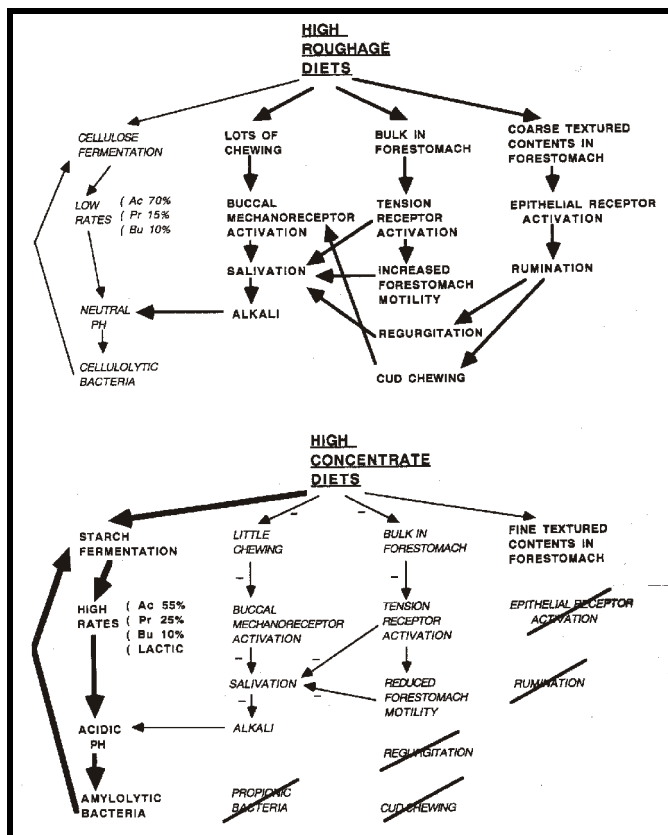 HIGH
ROUGHAGE
DIETS
CELLULOSE
FERMENTATION
LOTS OF
CHEWING
BULK IN
FORESTOMACH
COARSE TEXTURED
CONTENTS IN
FORESTOMACH
LOW
RATES
( Ac 70%
( Pr 15%
( Bu 10%
BUCCAL
MECHANORECEPTOR
ACTIVATION
TENSION
RECEPTOR
ACTIVATION
EPITHELIAL RECEPTOR
ACTIVATION
SALIVATION
INCREASED
FORESTOMACH
MOTILITY
RUMINATION
NEUTRAL
PH
ALKALI
REGURGITATION
CELLULOLYTIC
BACTERIA
CUD CHEWING
HIGH
CONCENTRATE
DIETS
STARCH
FERMENTATION
LITTLE
CHEWING
BULK IN
FORESTOMACH
FINE TEXTURED
CONTENTS IN
FORESTOMACH
HIGH
RATES
( Ac 55%
( Pr 25%
( Bu 10%
( LACTIC
BUCCAL
MECHANORECEPTOR
ACTIVATION
TENSION
RECEPTOR
ACTIVATION
EPITHELIAL RECEPTOR
ACTIVATION
SALIVATION
REDUCED
FORESTOMACH
MOTILITY
RUMINATION
ACIDIC
PH
ALKALI
REGURGITATION
AMYLOLYTIC
BACTERIA
PROPIONIC
BACTERIA
CUD CHEWING